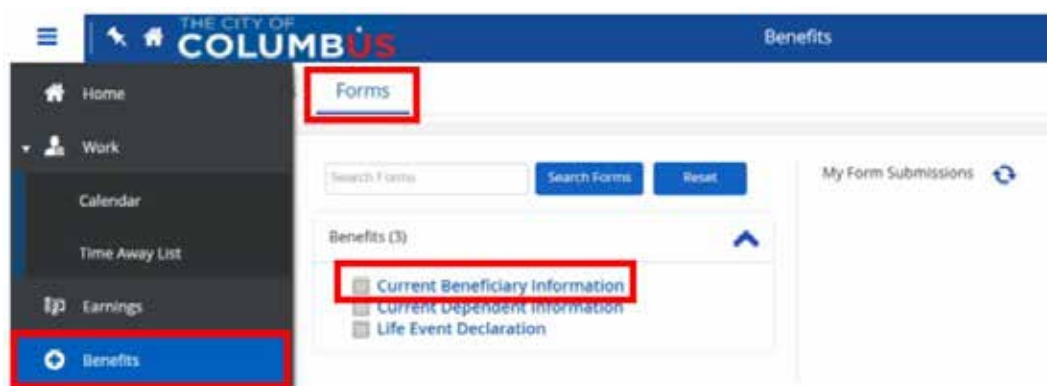 THE CITY OF
COLUMBUS
Benefits
Home
Work
Calendar
Time Away List
Earnings
Benefits
Forms
Search Forms
Search Forms
Reset
My Form Submissions
Benefits (3)
Current Beneficiary Information
Current Dependent Information
Life Event Declaration